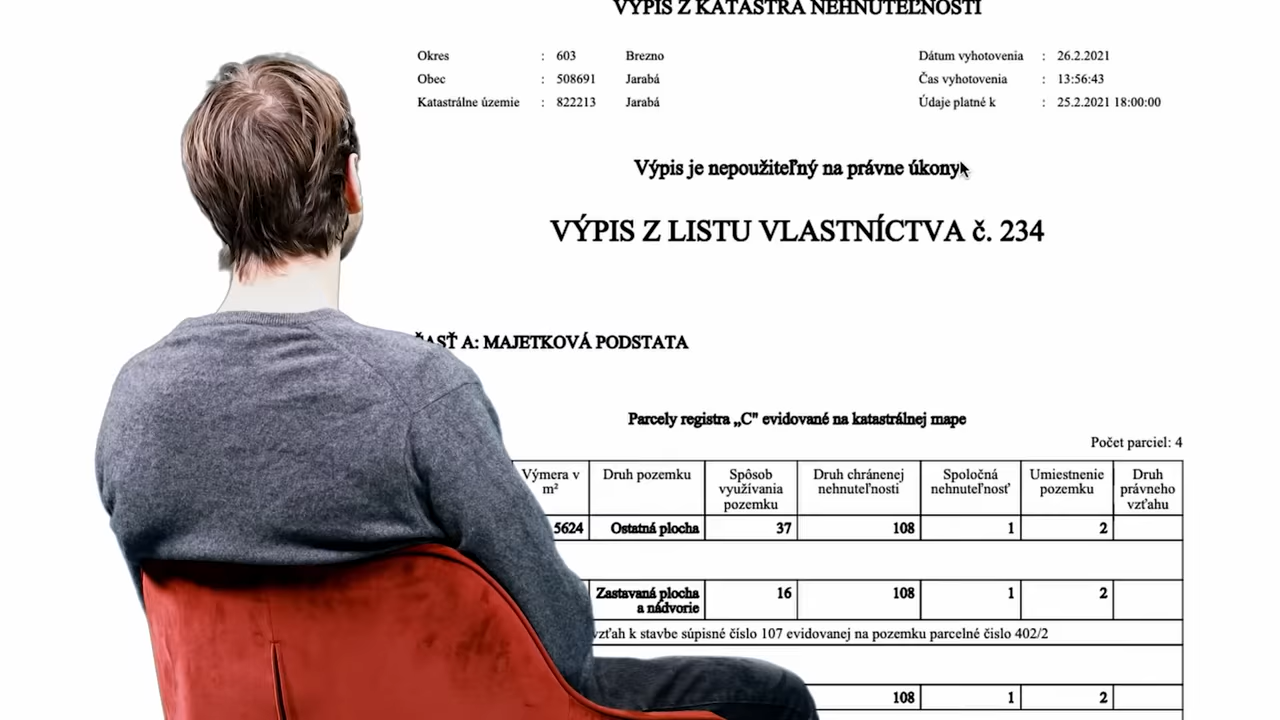 VÝPIS Z KATASTRA NEHNUTEĽNOSTÍ
Okres : 603 Brezno Dátum vyhotovenia : 26.2.2021
Obec : 508691 Jarabá Čas vyhotovenia : 13:56:43
Katastrálne územie : 822213 Jarabá Údaje platné k : 25.2.2021 18:00:00
Výpis je nepoužiteľný na právne úkony
VÝPIS Z LISTU VLASTNÍCTVA č. 234
ČASŤ A: MAJETKOVÁ PODSTATA
Parcely registra „C" evidované na katastrálnej mape
Počet parciel: 4
Výmera v Druh pozemku Spôsob Druh chránenej Spoločná Umiestnenie Druh
m² využívania nehnuteľnosti nehnuteľnosť pozemku právneho
pozemku vzťahu
5624 Ostatná plocha 37 108 1 2
Zastavaná plocha 16 108 1 2
a nádvorie
vzťah k stavbe súpisné číslo 107 evidovanej na pozemku parcelné čislo 402/2
108 1 2